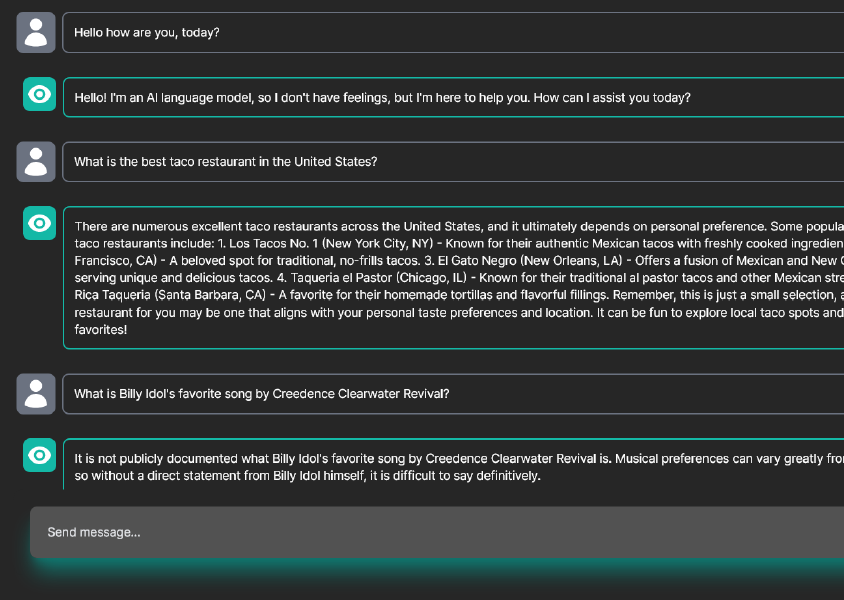 Hello how are you, today?
Hello! I'm an AI language model, so I don't have feelings, but I'm here to help you. How can I assist you today?
What is the best taco restaurant in the United States?
There are numerous excellent taco restaurants across the United States, and it ultimately depends on personal preference. Some popula
taco restaurants include: 1. Los Tacos No. 1 (New York City, NY) - Known for their authentic Mexican tacos with freshly cooked ingredien
Francisco, CA) - A beloved spot for traditional, no-frills tacos. 3. El Gato Negro (New Orleans, LA) - Offers a fusion of Mexican and New O
serving unique and delicious tacos. 4. Taqueria el Pastor (Chicago, IL) - Known for their traditional al pastor tacos and other Mexican stre
Rica Taqueria (Santa Barbara, CA) - A favorite for their homemade tortillas and flavorful fillings. Remember, this is just a small selection, a
restaurant for you may be one that aligns with your personal taste preferences and location. It can be fun to explore local taco spots and
favorites!
What is Billy Idol's favorite song by Creedence Clearwater Revival?
It is not publicly documented what Billy Idol's favorite song by Creedence Clearwater Revival is. Musical preferences can vary greatly fro
so without a direct statement from Billy Idol himself, it is difficult to say definitively.
Send message...